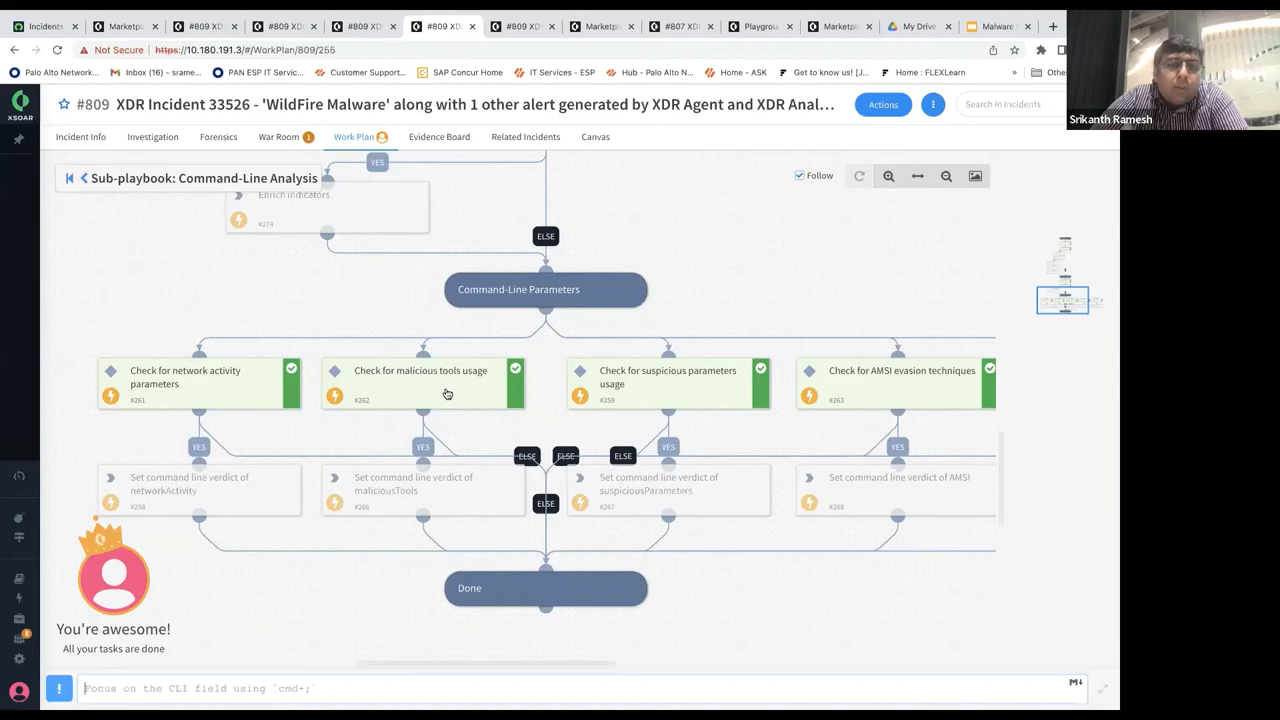 Incidents
Marketpl
#809 XDR
#809 XD
#809 XDR
#809 XD
#809 XD
Marketpl
#807 XDR
Playgrou
Marketpl
My Drive
Malware
Not Secure https://10.180.191.3/#/WorkPlan/809/255
Palo Alto Network...
Inbox (16) – srame...
PAN ESP IT Servic...
Customer Support...
SAP Concur Home
IT Services - ESP
Hub - Palo Alto N...
Home - ASK
Get to know us! (J...
Home : FLEXLearn
»
Othe
Srikanth Ramesh
XSOAR
#809 XDR Incident 33526 - 'WildFire Malware' along with 1 other alert generated by XDR Agent and XDR Anal...
Actions
Search in Incidents
Incident Info
Investigation
Forensics
War Room 1
Work Plan
Evidence Board
Related Incidents
Canvas
YES
Sub-playbook: Command-Line Analysis
Follow
Enrich indicators
#274
ELSE
Command-Line Parameters
Check for network activity
parameters
#261
Check for malicious tools usage
#262
Check for suspicious parameters
usage
#259
Check for AMSI evasion techniques
#263
YES
YES
ELSE
ELSE
ELSE
YES
YES
Set command line verdict of
networkActivity
#258
Set command line verdict of
maliciousTools
#266
ELSE
Set command line verdict of
suspiciousParameters
#267
Set command line verdict of AMSI
#268
Done
You're awesome!
All your tasks are done
8
! Focus on the CLI field using `cmd+;`
M